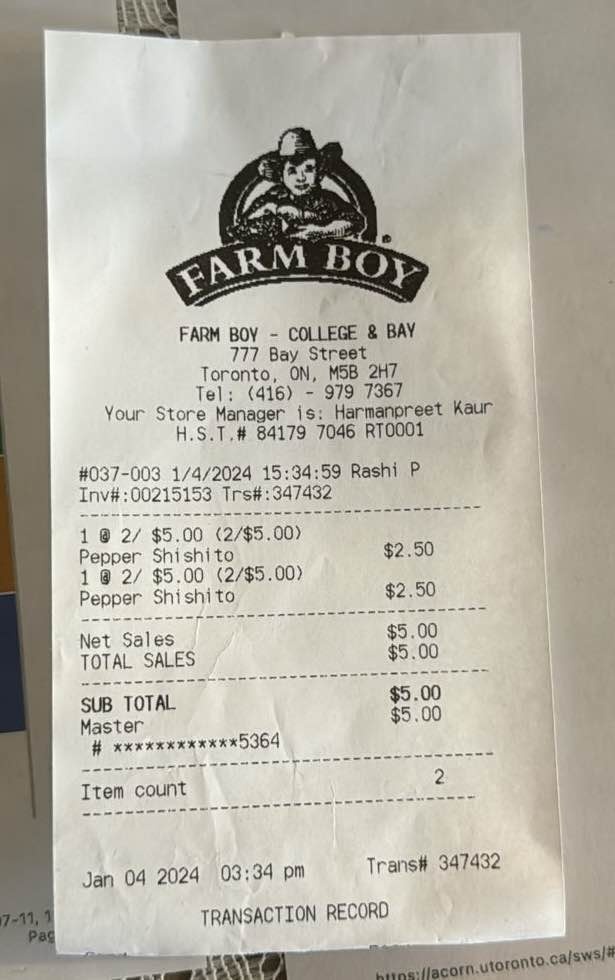 FARM BOY
FARM BOY - COLLEGE & BAY
777 Bay Street
Toronto, ON, M5B 2H7
Tel: (416) - 979 7367
Your Store Manager is: Harmanpreet Kaur
H.S.T.# 84179 7046 RT0001
#037-003 1/4/2024 15:34:59 Rashi P
Inv#:00215153 Trs#:347432
1 @ 2/ $5.00 (2/$5.00)
Pepper Shishito $2.50
1 @ 2/ $5.00 (2/$5.00)
Pepper Shishito $2.50
Net Sales $5.00
TOTAL SALES $5.00
SUB TOTAL $5.00
Master $5.00
# ************5364
Item count 2
Jan 04 2024 03:34 pm Trans# 347432
TRANSACTION RECORD
7-11, 1
Pag
https://acorn.utoronto.ca/sws/#